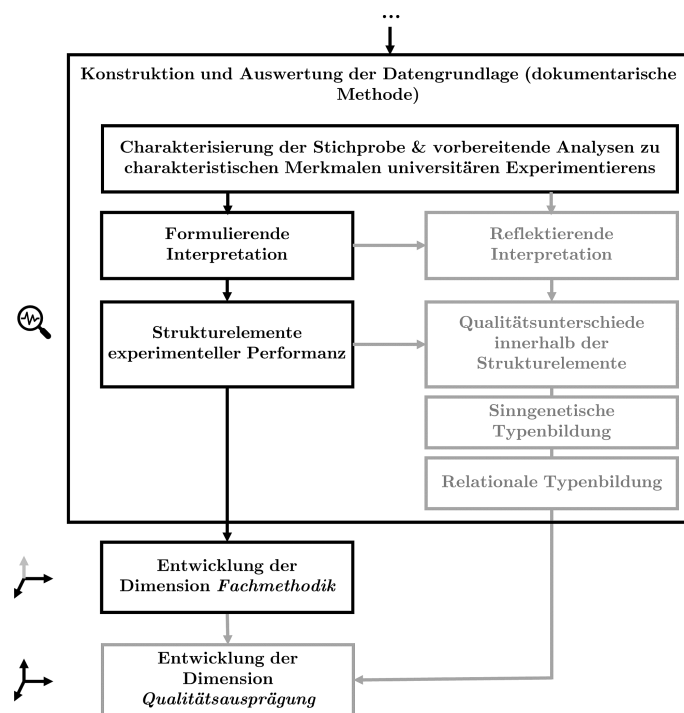 ...
Konstruktion und Auswertung der Datengrundlage (dokumentarische
Methode)
Charakterisierung der Stichprobe & vorbereitende Analysen zu
charakteristischen Merkmalen universitären Experimentierens
Formulierende
Interpretation
Reflektierende
Interpretation
Strukturelemente
experimenteller Performanz
Qualitätsunterschiede
innerhalb der
Strukturelemente
Sinngenetische
Typenbildung
Relationale Typenbildung
Entwicklung der
Dimension Fachmethodik
Entwicklung der
Dimension
Qualitätsausprägung